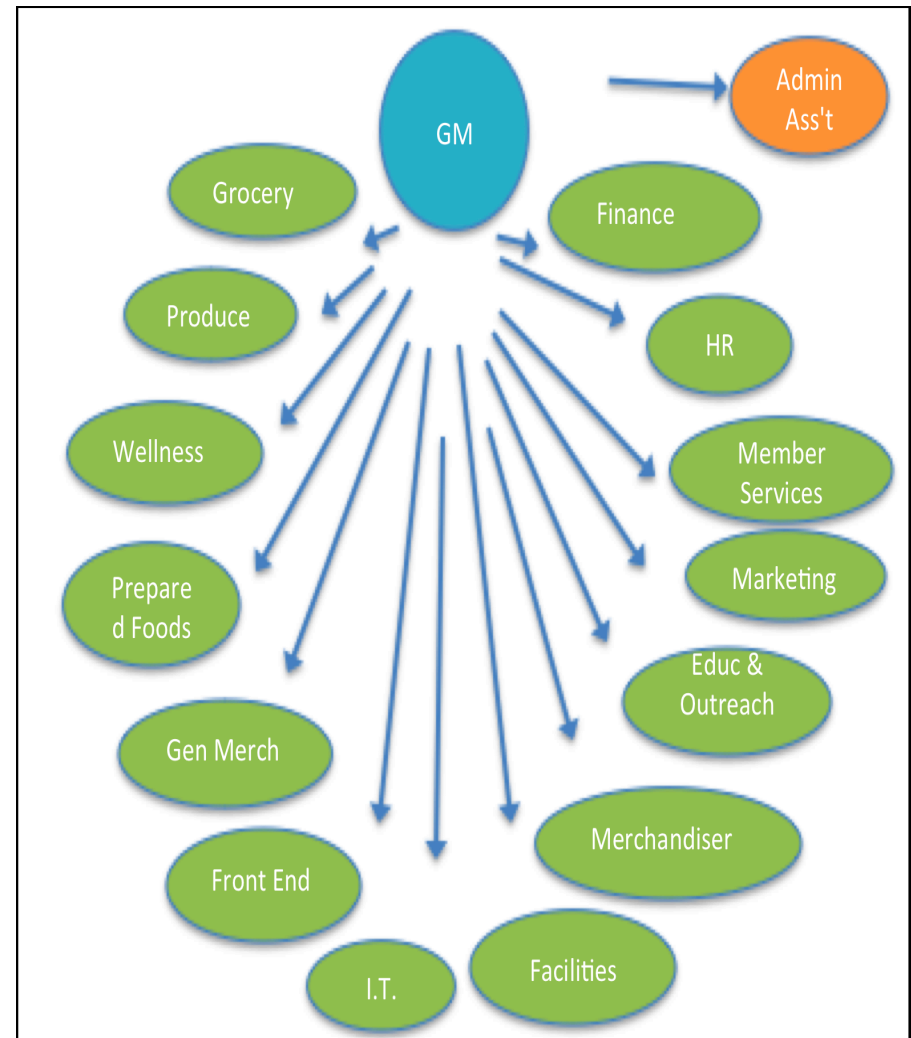 GM
Admin
Ass't
Grocery
Finance
Produce
HR
Wellness
Member
Services
Prepare
d Foods
Marketing
Educ &
Outreach
Gen Merch
Merchandiser
Front End
Facilities
I.T.